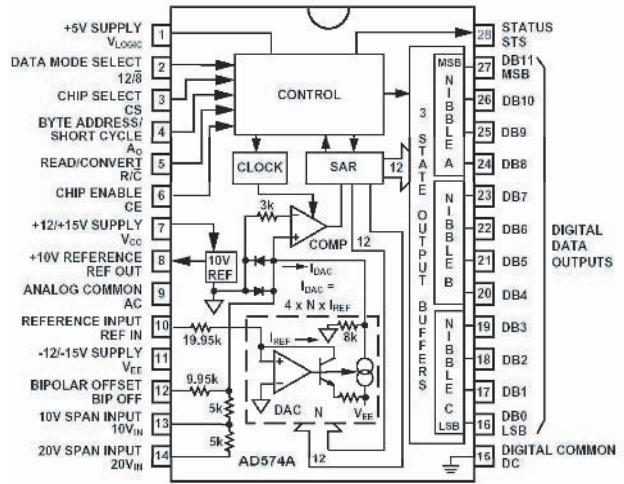 +5V SUPPLY
VLOGIC
1
DATA MODE SELECT
12/8
2
CHIP SELECT
CS
3
BYTE ADDRESS/
SHORT CYCLE
AO
4
READ/CONVERT
R/C
5
CHIP ENABLE
CE
6
+12/+15V SUPPLY
VCC
7
+10V REFERENCE
REF OUT
8
ANALOG COMMON
AC
9
REFERENCE INPUT
REF IN
10
-12/-15V SUPPLY
VEE
11
BIPOLAR OFFSET
BIP OFF
12
10V SPAN INPUT
10VIN
13
20V SPAN INPUT
20VIN
14
CONTROL
CLOCK
SAR
12
3k
COMP
12
10V
REF
IDAC
IDAC =
4 x N x IREF
19.95k
IREF
8k
9.95k
5k
5k
DAC N
VEE
12
AD574A
3 STATE OUTPUT BUFFERS
MSB
NIBBLE A
NIBBLE B
NIBBLE C
LSB
28
STATUS
STS
27
DB11
MSB
26
DB10
25
DB9
24
DB8
23
DB7
22
DB6
21
DB5
20
DB4
19
DB3
18
DB2
17
DB1
16
DB0
LSB
15
DIGITAL COMMON
DC
DIGITAL
DATA
OUTPUTS